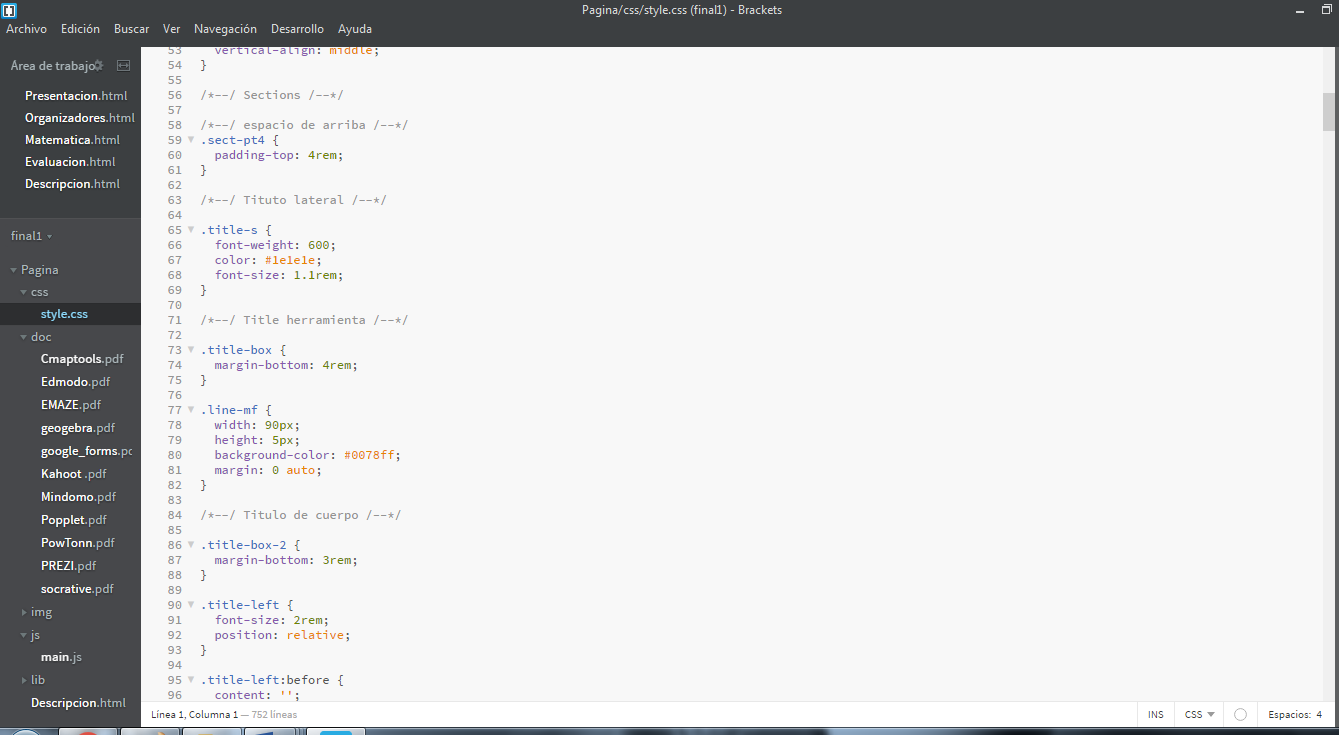 Pagina/css/style.css (final1) - Brackets
Archivo Edición Buscar Ver Navegación Desarrollo Ayuda
Área de trabajo
Presentacion.html
Organizadores.html
Matematica.html
Evaluacion.html
Descripcion.html
final1
Pagina
css
style.css
doc
Cmaptools.pdf
Edmodo.pdf
EMAZE.pdf
geogebra.pdf
google_forms.pd
Kahoot .pdf
Mindomo.pdf
Popplet.pdf
PowTonn.pdf
PREZI.pdf
socrative.pdf
img
js
main.js
lib
Descripcion.html
53 vertical-align: middle;
54 }
55
56 /*--/ Sections /--*/
57
58 /*--/ espacio de arriba /--*/
59 .sect-pt4 {
60 padding-top: 4rem;
61 }
62
63 /*--/ Tituto lateral /--*/
64
65 .title-s {
66 font-weight: 600;
67 color: #1e1e1e;
68 font-size: 1.1rem;
69 }
70
71 /*--/ Title herramienta /--*/
72
73 .title-box {
74 margin-bottom: 4rem;
75 }
76
77 .line-mf {
78 width: 90px;
79 height: 5px;
80 background-color: #0078ff;
81 margin: 0 auto;
82 }
83
84 /*--/ Titulo de cuerpo /--*/
85
86 .title-box-2 {
87 margin-bottom: 3rem;
88 }
89
90 .title-left {
91 font-size: 2rem;
92 position: relative;
93 }
94
95 .title-left:before {
96 content: '';
Línea 1, Columna 1 — 752 líneas
INS CSS Espacios: 4